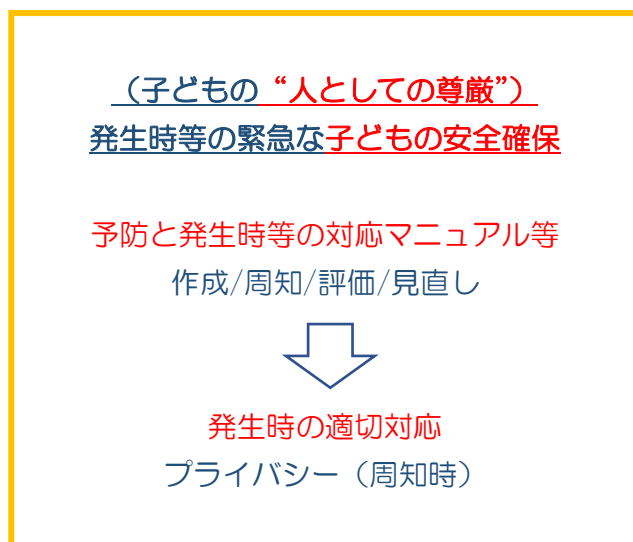 （子どもの “人としての尊厳”）
発生時等の緊急な子どもの安全確保
予防と発生時等の対応マニュアル等
作成/周知/評価/見直し
発生時の適切対応
プライバシー（周知時）